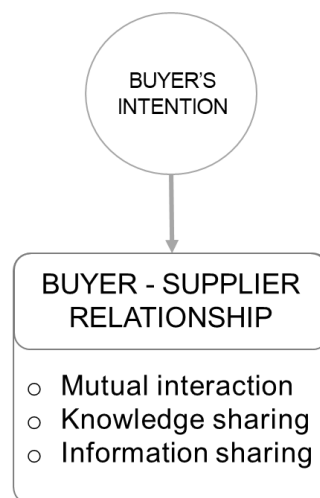 BUYER'S
INTENTION
BUYER - SUPPLIER
RELATIONSHIP
o Mutual interaction
o Knowledge sharing
o Information sharing